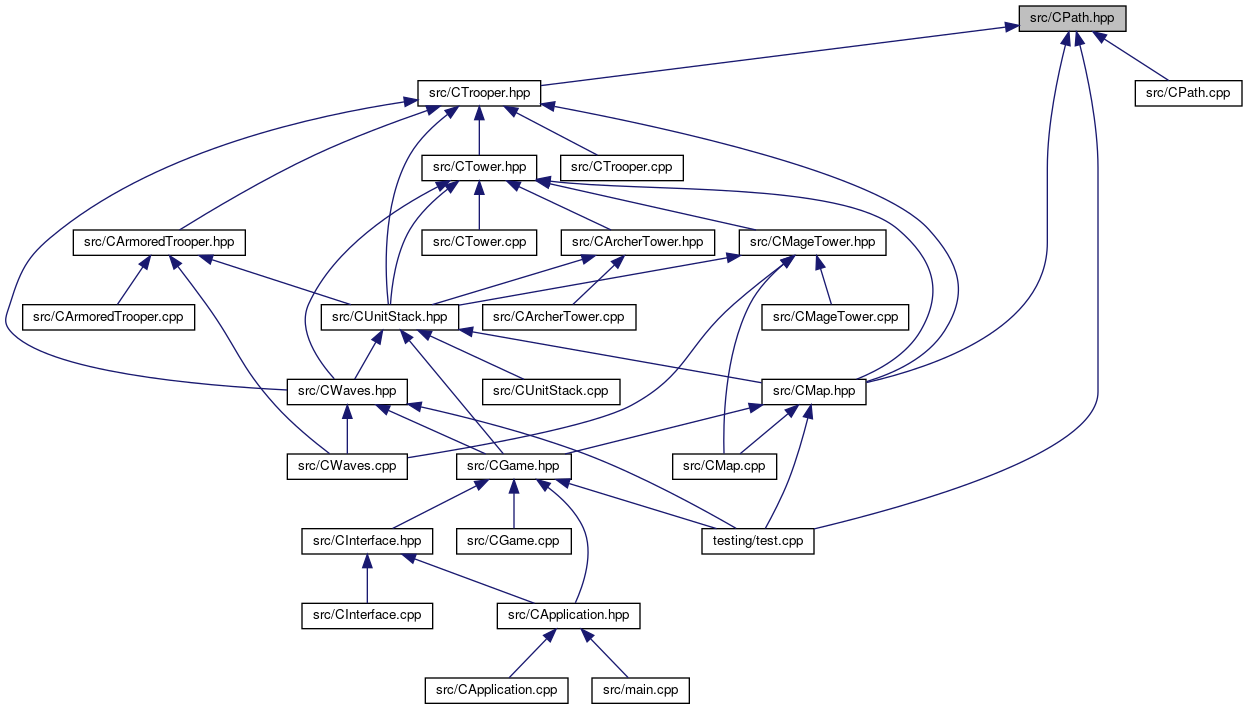 src/CPath.hpp
src/CTrooper.hpp
src/CPath.cpp
src/CTower.hpp
src/CTrooper.cpp
src/CArmoredTrooper.hpp
src/CTower.cpp
src/CArcherTower.hpp
src/CMageTower.hpp
src/CArmoredTrooper.cpp
src/CUnitStack.hpp
src/CArcherTower.cpp
src/CMageTower.cpp
src/CWaves.hpp
src/CUnitStack.cpp
src/CMap.hpp
src/CWaves.cpp
src/CGame.hpp
src/CMap.cpp
src/CInterface.hpp
src/CGame.cpp
testing/test.cpp
src/CInterface.cpp
src/CApplication.hpp
src/CApplication.cpp
src/main.cpp